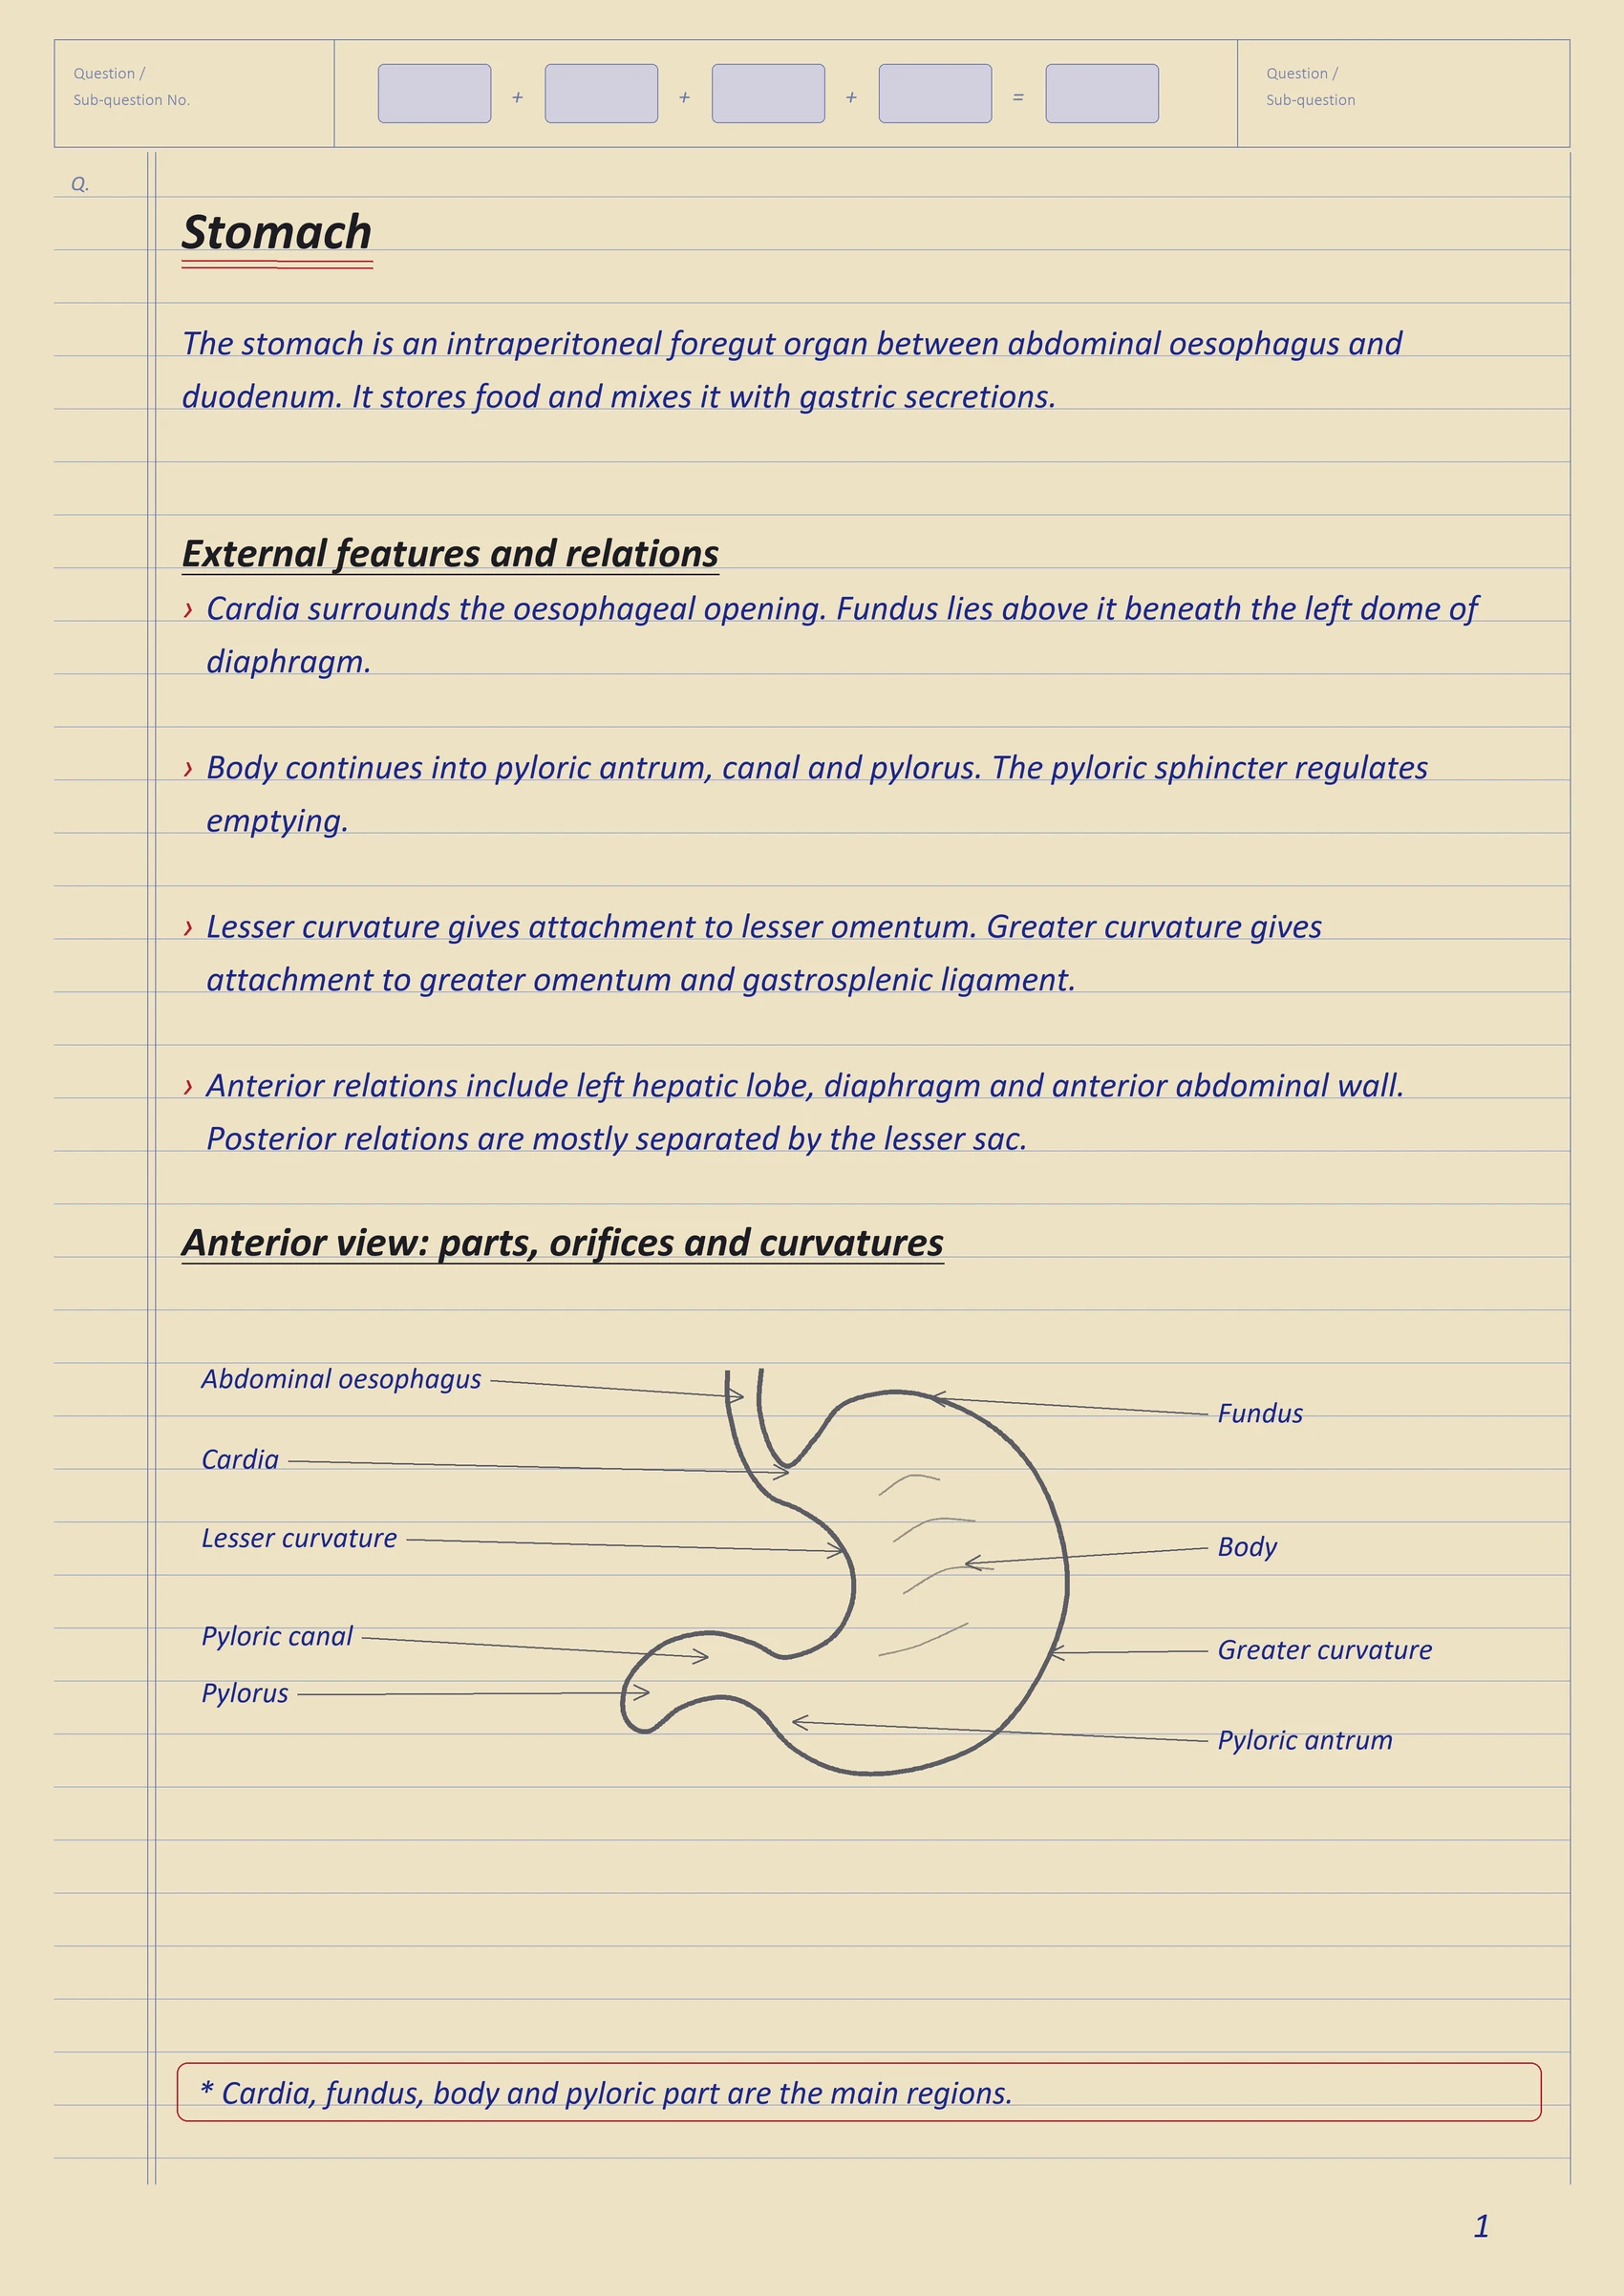 Question /
Sub-question No.
+ + + =
Question /
Sub-question
Q.
Stomach
The stomach is an intraperitoneal foregut organ between abdominal oesophagus and
duodenum. It stores food and mixes it with gastric secretions.
External features and relations
› Cardia surrounds the oesophageal opening. Fundus lies above it beneath the left dome of
diaphragm.
› Body continues into pyloric antrum, canal and pylorus. The pyloric sphincter regulates
emptying.
› Lesser curvature gives attachment to lesser omentum. Greater curvature gives
attachment to greater omentum and gastrosplenic ligament.
› Anterior relations include left hepatic lobe, diaphragm and anterior abdominal wall.
Posterior relations are mostly separated by the lesser sac.
Anterior view: parts, orifices and curvatures
Abdominal oesophagus
Fundus
Cardia
Lesser curvature
Body
Pyloric canal
Greater curvature
Pylorus
Pyloric antrum
* Cardia, fundus, body and pyloric part are the main regions.
1